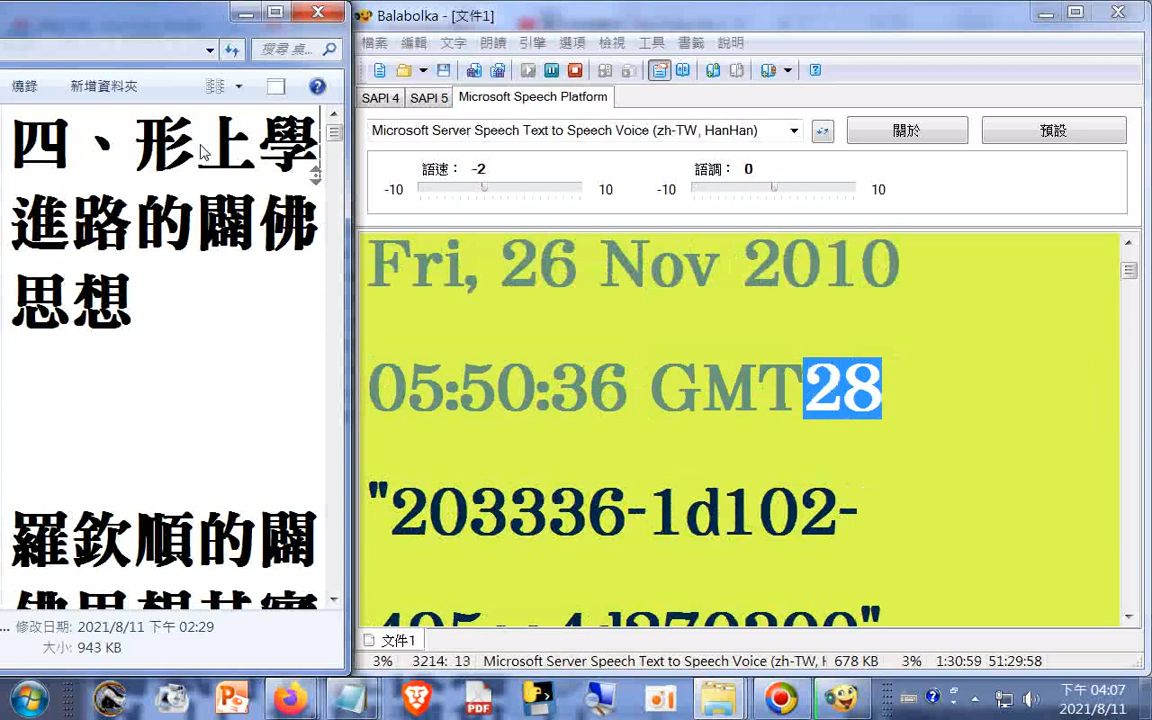 搜尋 桌...
燒錄 新增資料夾
四、形上學
進路的闢佛
思想
羅欽順的闢
佛思想其實
修改日期: 2021/8/11 下午 02:29
大小: 943 KB
Balabolka - [文件1]
檔案 編輯 文字 朗讀 引擎 選項 檢視 工具 書籤 說明
SAPI 4 SAPI 5 Microsoft Speech Platform
Microsoft Server Speech Text to Speech Voice (zh-TW, HanHan) 關於 預設
語速： -2 語調： 0
-10 10 -10 10
Fri, 26 Nov 2010
05:50:36 GMT28
"203336-1d102-
文件1
3% 3214: 13 Microsoft Server Speech Text to Speech Voice (zh-TW, H 678 KB 3% 1:30:59 51:29:58
PDF
下午 04:07
2021/8/11